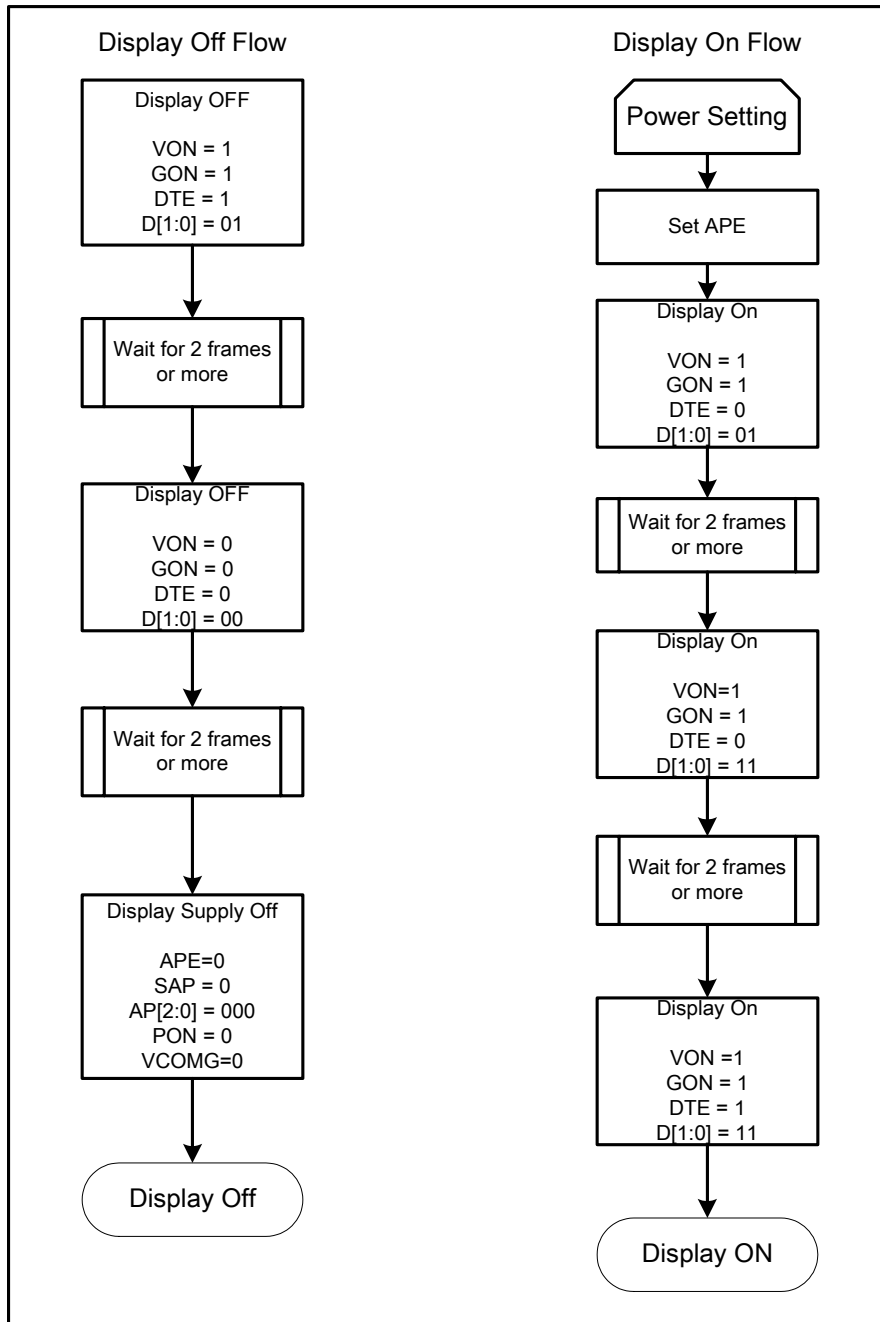 Display Off Flow
Display OFF
VON = 1
GON = 1
DTE = 1
D[1:0] = 01
Wait for 2 frames
or more
Display OFF
VON = 0
GON = 0
DTE = 0
D[1:0] = 00
Wait for 2 frames
or more
Display Supply Off
APE=0
SAP = 0
AP[2:0] = 000
PON = 0
VCOMG=0
Display Off
Display On Flow
Power Setting
Set APE
Display On
VON = 1
GON = 1
DTE = 0
D[1:0] = 01
Wait for 2 frames
or more
Display On
VON=1
GON = 1
DTE = 0
D[1:0] = 11
Wait for 2 frames
or more
Display On
VON =1
GON = 1
DTE = 1
D[1:0] = 11
Display ON